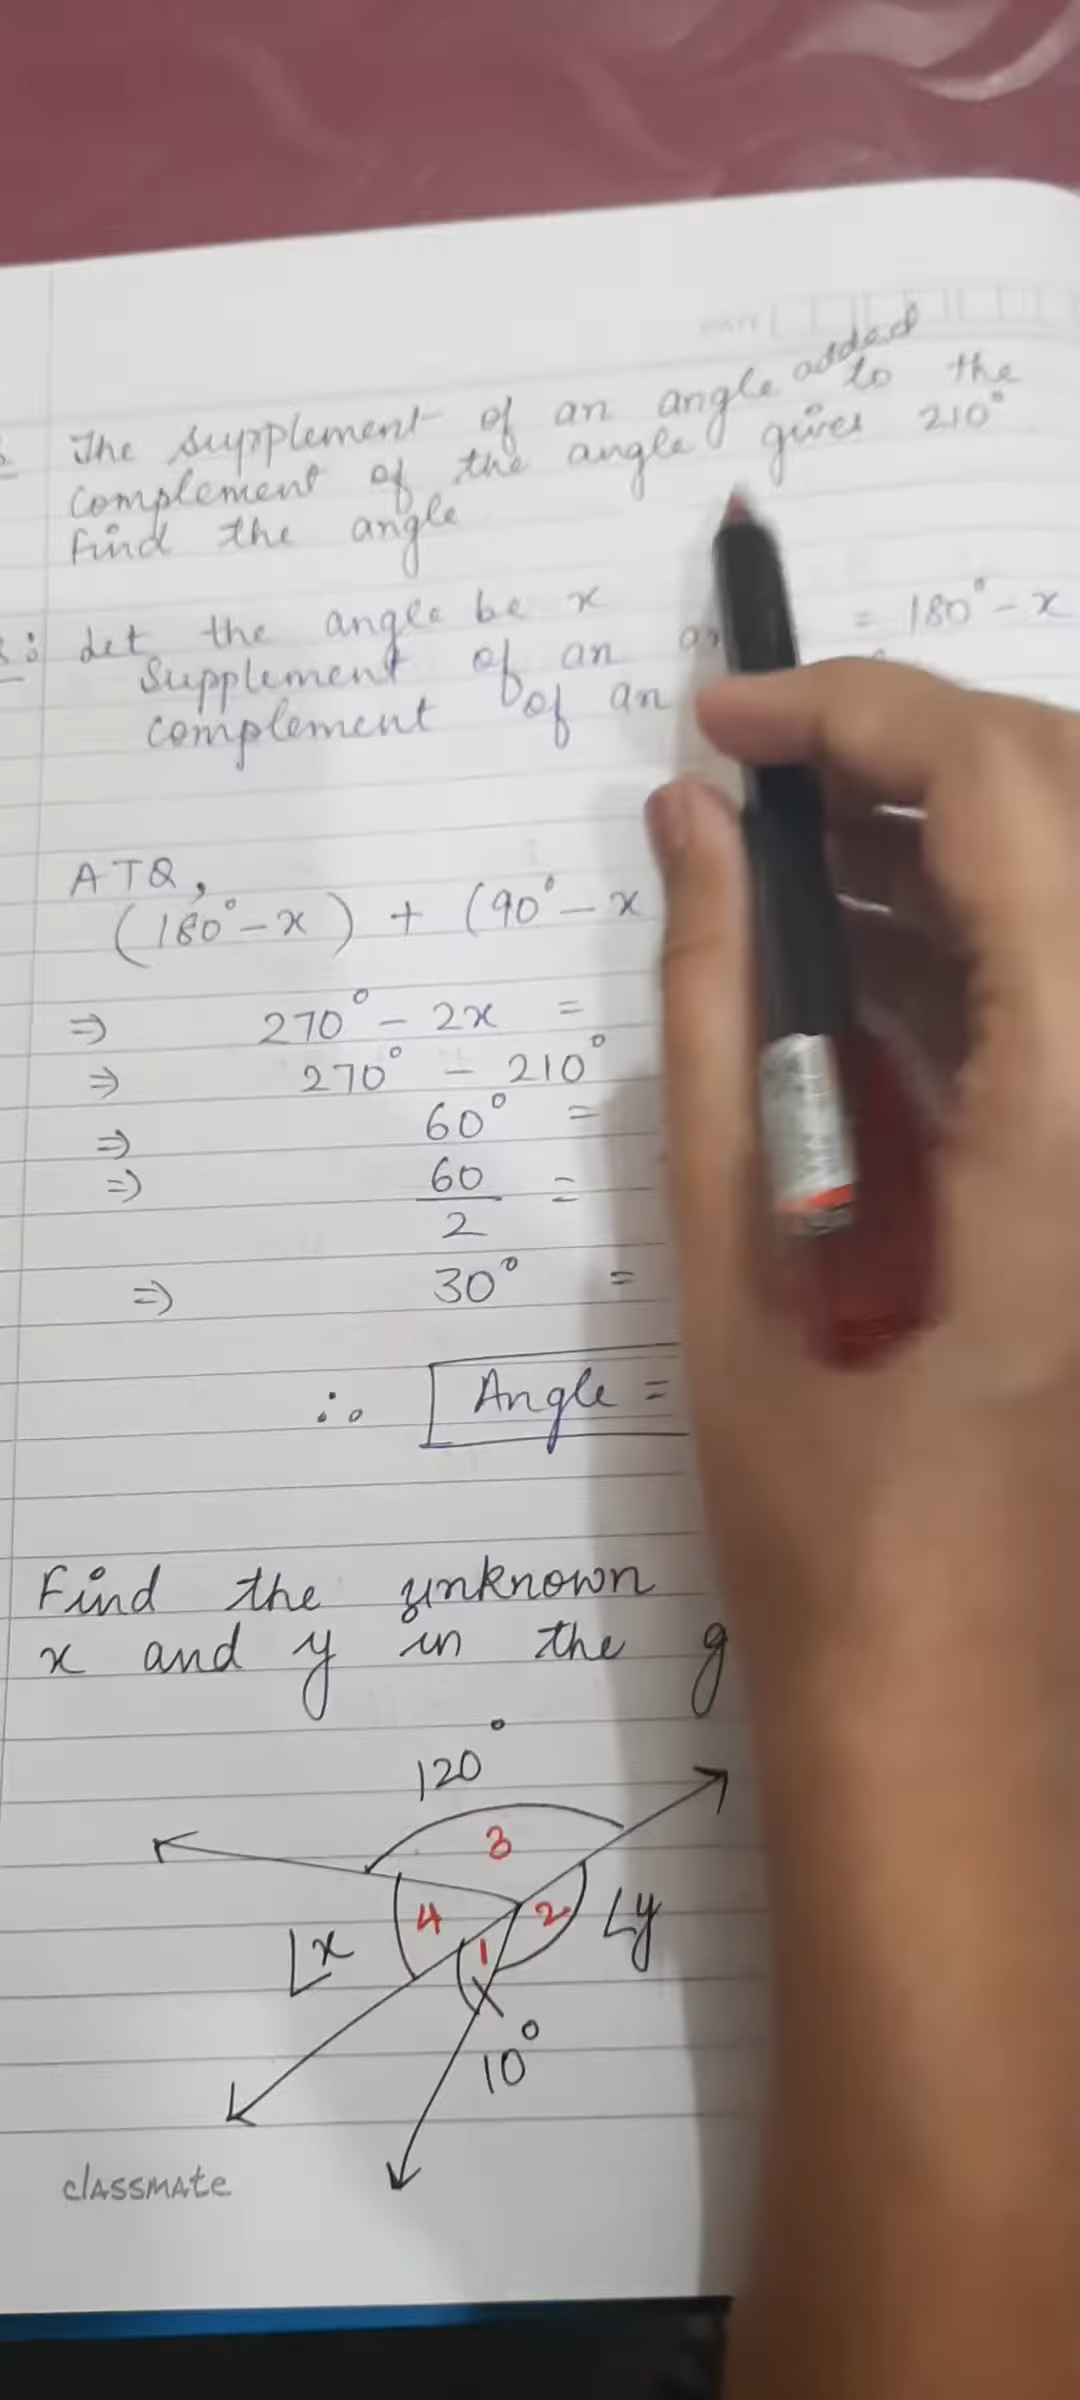 DATE
The supplement of an angle added to the
complement of the angle gives 210°
Find the angle
Let the angle be x
Supplement of an = 180° - x
complement of an
ATQ,
(180° - x) + (90° - x
⇒ 270° - 2x =
⇒ 270° - 210°
⇒ 60° =
⇒ 60/2 =
⇒ 30° =
∴ Angle =
Find the unknown
x and y in the g
120°
3
4
2
∠y
∠x
1
10°
classmate